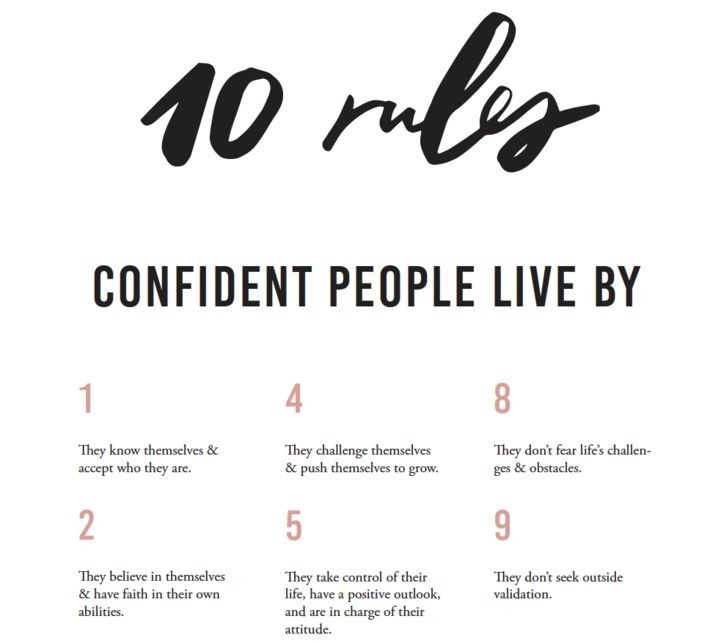 10 rules
CONFIDENT PEOPLE LIVE BY
1
They know themselves &
accept who they are.
2
They believe in themselves
& have faith in their own
abilities.
4
They challenge themselves
& push themselves to grow.
5
They take control of their
life, have a positive outlook,
and are in charge of their
attitude.
8
They don’t fear life’s challen-
ges & obstacles.
9
They don’t seek outside
validation.